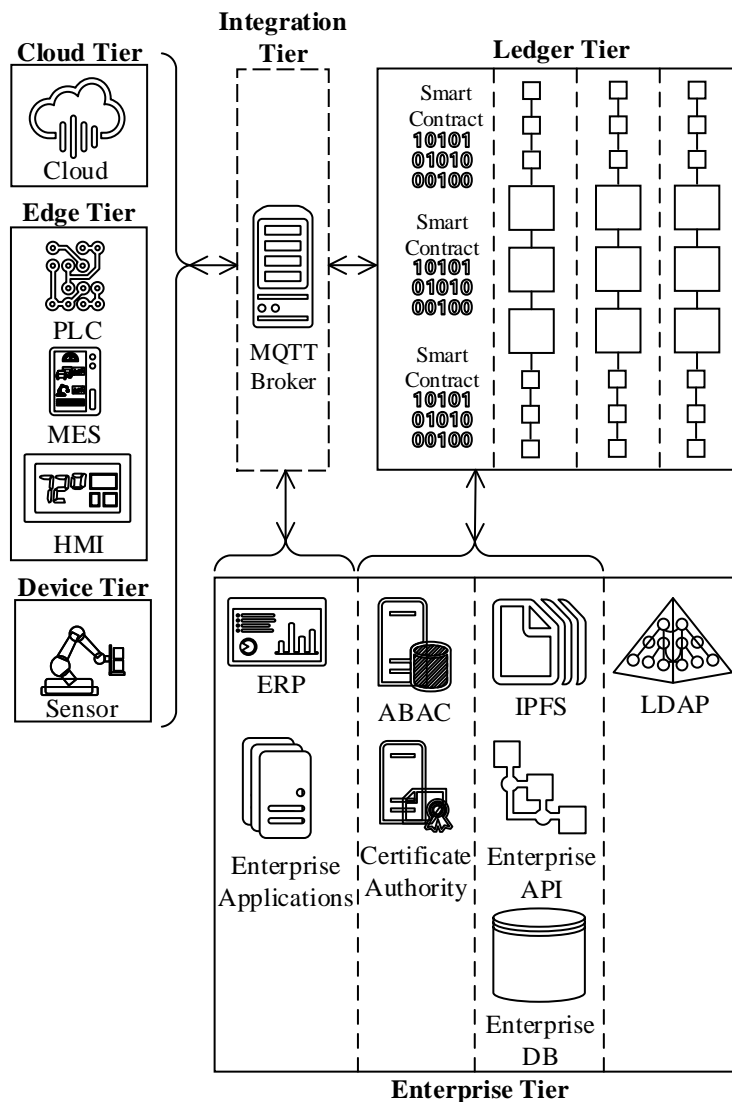 Cloud Tier
Cloud
Edge Tier
PLC
MES
72°
HMI
Device Tier
Sensor
Integration
Tier
MQTT
Broker
Ledger Tier
Smart
Contract
10101
01010
00100
Smart
Contract
10101
01010
00100
Smart
Contract
10101
01010
00100
ERP
Enterprise
Applications
ABAC
Certificate
Authority
IPFS
Enterprise
API
Enterprise
DB
LDAP
Enterprise Tier